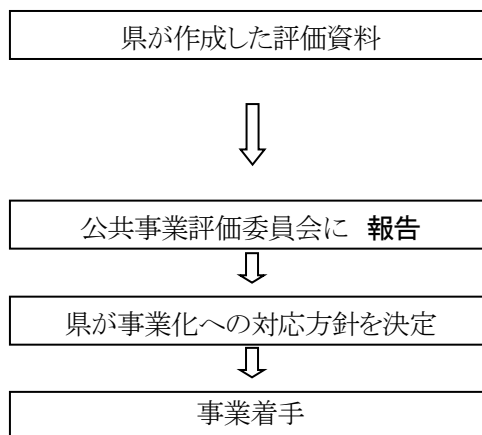 県が作成した評価資料
公共事業評価委員会に 報告
県が事業化への対応方針を決定
事業着手